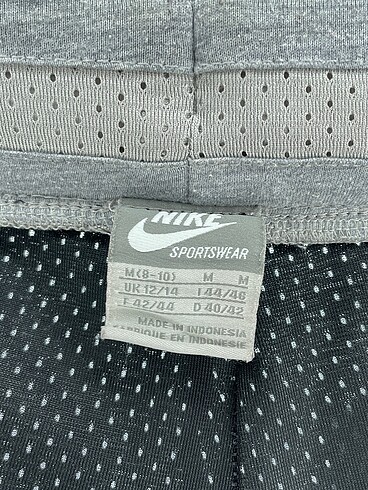 NIKE
SPORTSWEAR
M(8-10) M M
UK 12/14 I 44/46
F 42/44 D 40/42
MADE IN INDONESIA
FABRIQUE EN INDONESIE